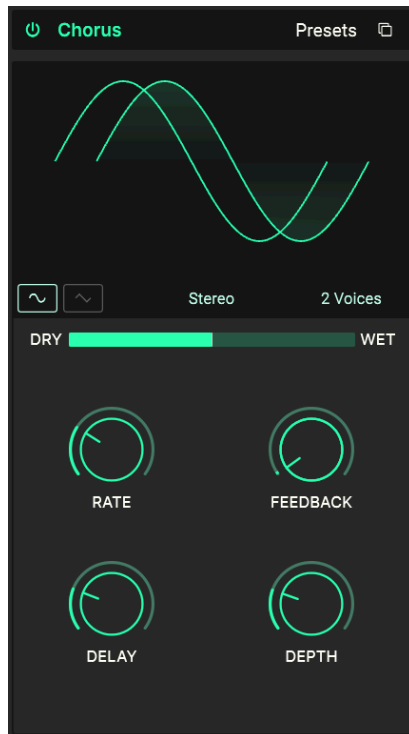 Chorus Presets
Stereo 2 Voices
DRY WET
RATE FEEDBACK
DELAY DEPTH